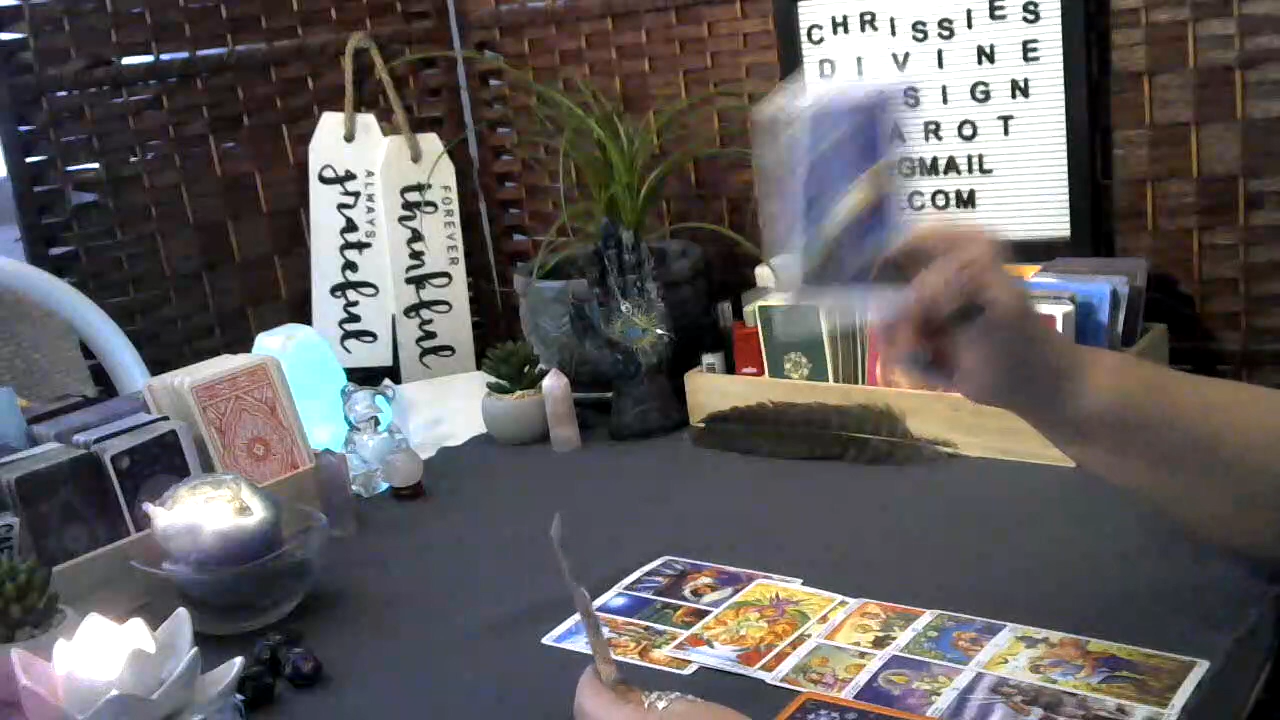 CHRISSIES
DIVINE
SIGN
AROT
GMAIL
.COM
ALWAYS
grateful
FOREVER
thankful